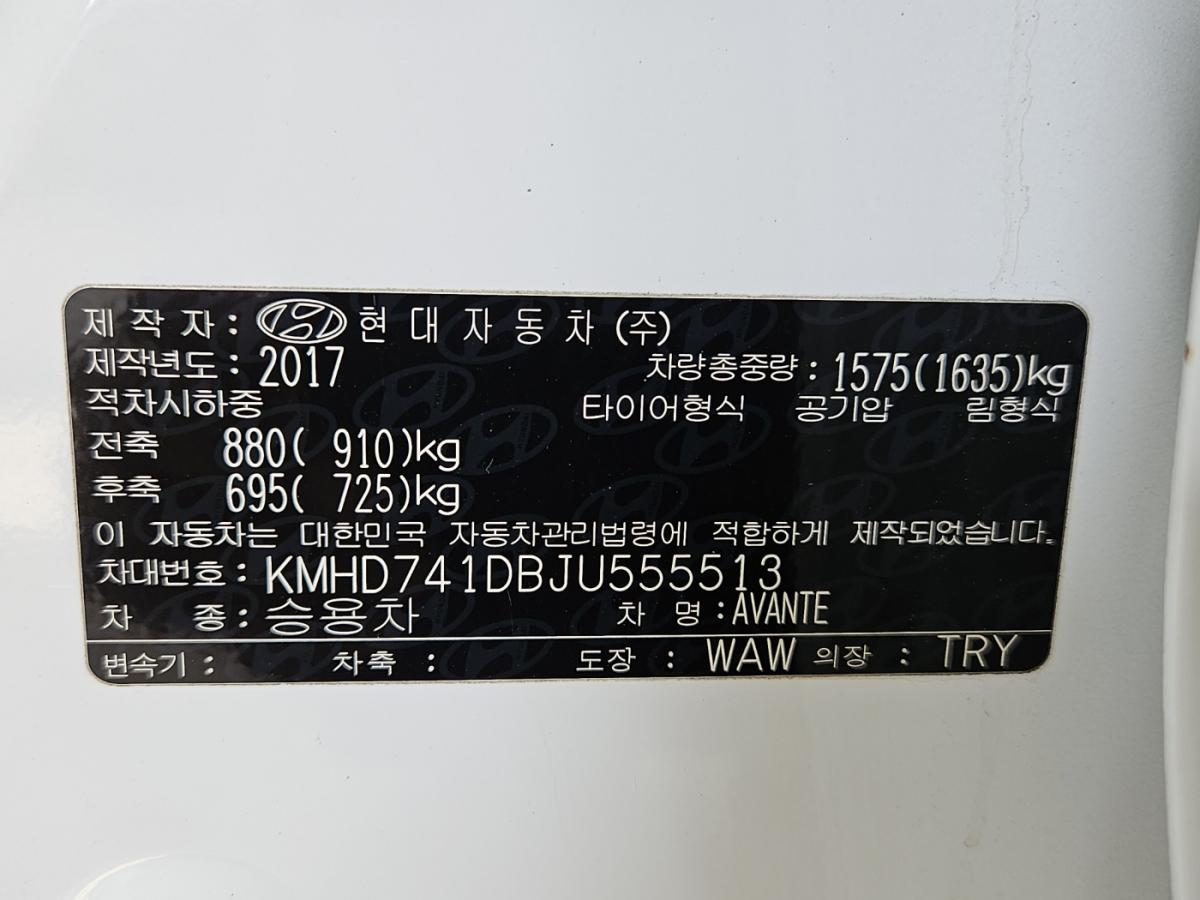 제 작 자 : 현 대 자 동 차 (주)
제작년도 : 2017 차량총중량 : 1575(1635)kg
적차시하중 타이어형식 공기압 림형식
전축 880( 910)kg
후축 695( 725)kg
이 자동차는 대한민국 자동차관리법령에 적합하게 제작되었습니다.
차대번호 : KMHD741DBJU555513
차 종 : 승용차 차 명 : AVANTE
변속기 : 차축 : 도장 : WAW 의장 : TRY